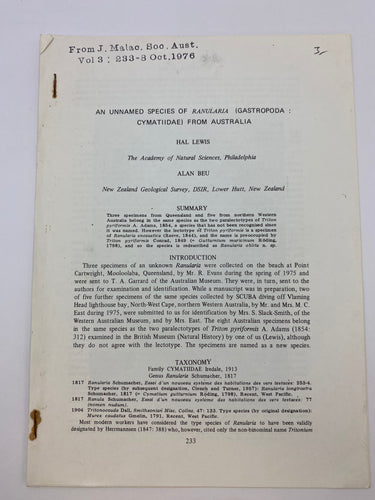 From J. Malac. Soc. Aust.
Vol 3 : 233-8 Oct, 1976
3/-
AN UNNAMED SPECIES OF RANULARIA (GASTROPODA :
CYMATIIDAE) FROM AUSTRALIA
HAL LEWIS
The Academy of Natural Sciences, Philadelphia
ALAN BEU
New Zealand Geological Survey, DSIR, Lower Hutt, New Zealand
SUMMARY
Three specimens from Queensland and five from northern Western
Australia belong in the same species as the two paralectotypes of Triton
pyriformis A. Adams, 1854, a species that has not been recognised since
it was named. However the lectotype of Triton pyriformis is a specimen
of Ranularia sinensis (Reeve, 1844), and the name is preoccupied by
Triton pyriformis Conrad, 1849 (= Gutturnium muricinum Röding,
1798), and so the species is redescribed as Ranularia oblita n. sp.
INTRODUCTION
Three specimens of an unknown Ranularia were collected on the beach at Point
Cartwright, Mooloolaba, Queensland, by Mr. R. Evans during the spring of 1975 and
were sent to T. A. Garrard of the Australian Museum. They were, in turn, sent to the
authors for examination and identification. While a manuscript was in preparation, two
of five further specimens of the same species collected by SCUBA diving off Vlaming
Head lighthouse bay, North-West Cape, northern Western Australia, by Mr. and Mrs. M. C.
East during 1975, were submitted to us for identification by Mrs. S. Slack-Smith, of the
Western Australian Museum, and by Mrs. East. The eight Australian specimens belong
in the same species as the two paralectotypes of Triton pyriformis A. Adams (1854:
312) examined in the British Museum (Natural History) by one of us (Lewis), although
they do not agree with the lectotype. The specimens are named as a new species.
TAXONOMY
Family CYMATIIDAE Iredale, 1913
Genus Ranularia Schumacher, 1817
1817 Ranularia Schumacher, Essai d'un nouveau systeme des habitations des vers testaces: 253-4.
Type species (by subsequent designation, Clench and Turner, 1957): Ranularia longirostra
Schumacher, 1817 (= Cymatium gutturnium Röding, 1798), Recent, West Pacific.
1817 Ranula Schumacher, Essai d'un nouveau systeme des habitations des vers testaces: 77
(nomen nudum).
1904 Tritonocauda Dall, Smithsonian Misc. Collns, 47: 133. Type species (by original designation):
Murex caudatus Gmelin, 1791, Recent, West Pacific.
Most modern workers have considered the type species of Ranularia to have been validly
designated by Herrmannsen (1847: 388) who, however, cited only the non-binominal name Tritonium
233